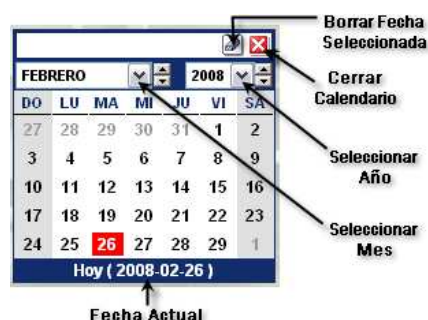 Borrar Fecha
Seleccionada
FEBRERO 2008
Cerrar
Calendario
DO LU MA MI JU VI SA
27 28 29 30 31 1 2
3 4 5 6 7 8 9
10 11 12 13 14 15 16
17 18 19 20 21 22 23
24 25 26 27 28 29 1
Seleccionar
Año
Seleccionar
Mes
Hoy ( 2008-02-26 )
Fecha Actual